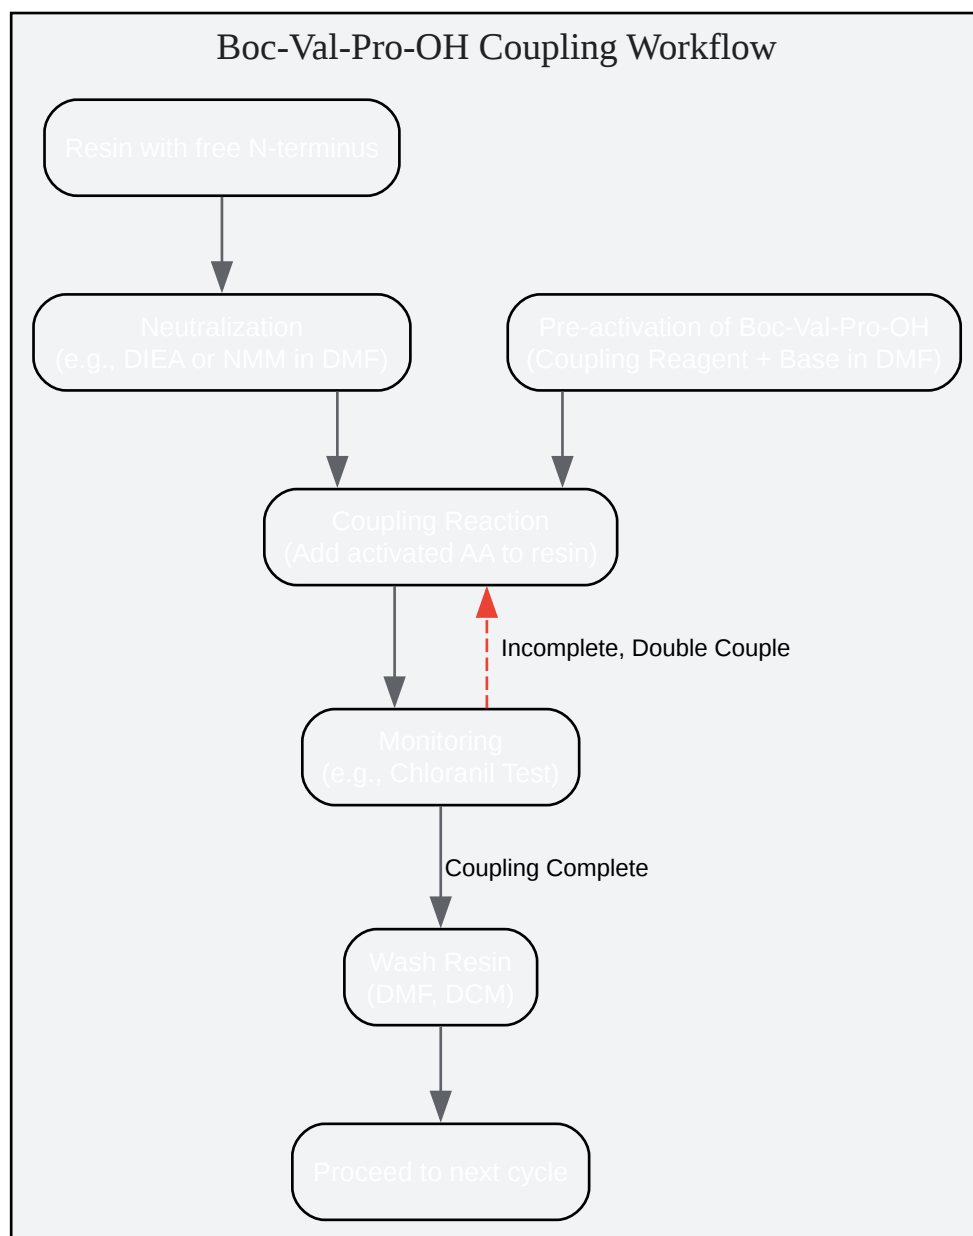 Boc-Val-Pro-OH Coupling Workflow
Resin with free N-terminus
Neutralization
(e.g., DIEA or NMM in DMF)
Pre-activation of Boc-Val-Pro-OH
(Coupling Reagent + Base in DMF)
Coupling Reaction
(Add activated AA to resin)
Incomplete, Double Couple
Monitoring
(e.g., Chloranil Test)
Coupling Complete
Wash Resin
(DMF, DCM)
Proceed to next cycle